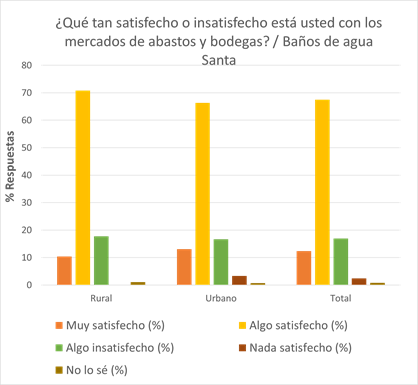 ¿Qué tan satisfecho o insatisfecho está usted con los
mercados de abastos y bodegas? / Baños de agua
Santa
% Respuestas
80
70
60
50
40
30
20
10
0
Rural
Urbano
Total
Muy satisfecho (%)
Algo satisfecho (%)
Algo insatisfecho (%)
Nada satisfecho (%)
No lo sé (%)